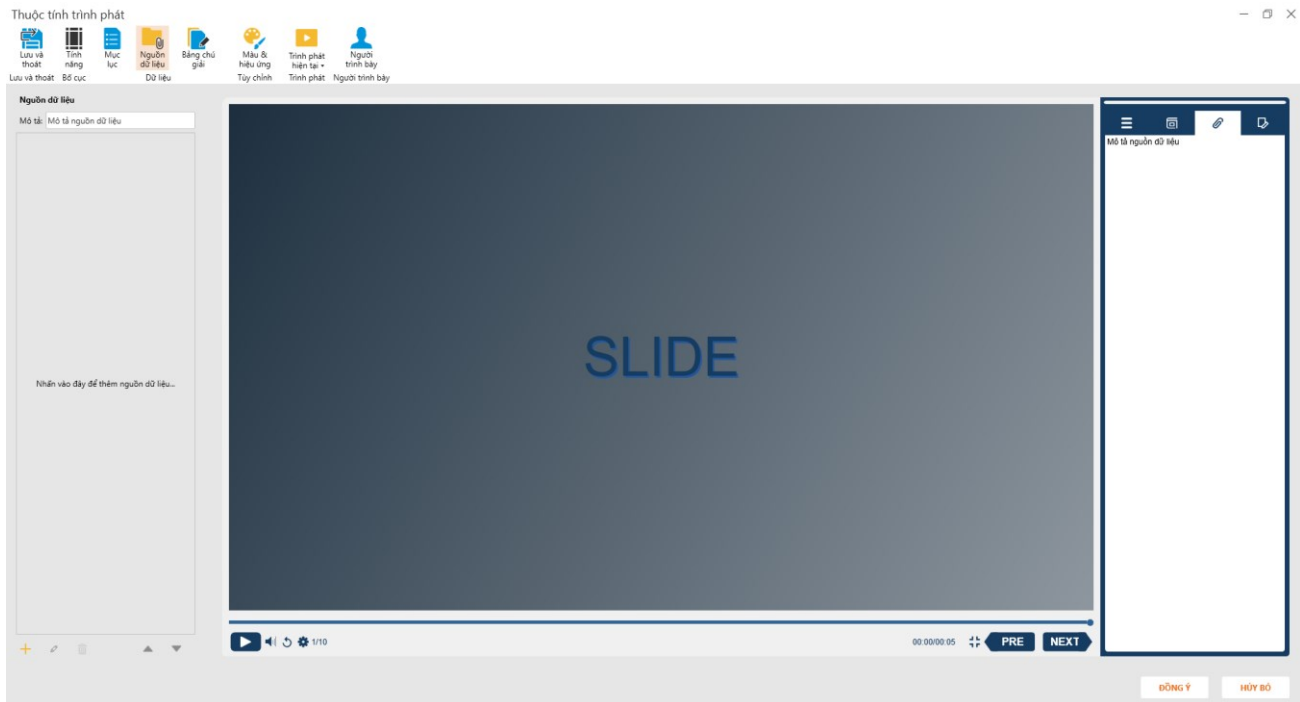 Thuộc tính trình phát
Lưu và thoát
Tính năng
Mục lục
Nguồn dữ liệu
Bảng chú giải
Màu & hiệu ứng
Trình phát hiện tại
Người trình bày
Lưu và thoát
Bố cục
Dữ liệu
Tùy chỉnh
Trình phát
Người trình bày
Nguồn dữ liệu
Mô tả: Mô tả nguồn dữ liệu
Nhấn vào đây để thêm nguồn dữ liệu...
SLIDE
1/10
00:00/00:05
PRE
NEXT
Mô tả nguồn dữ liệu
ĐỒNG Ý
HỦY BỎ